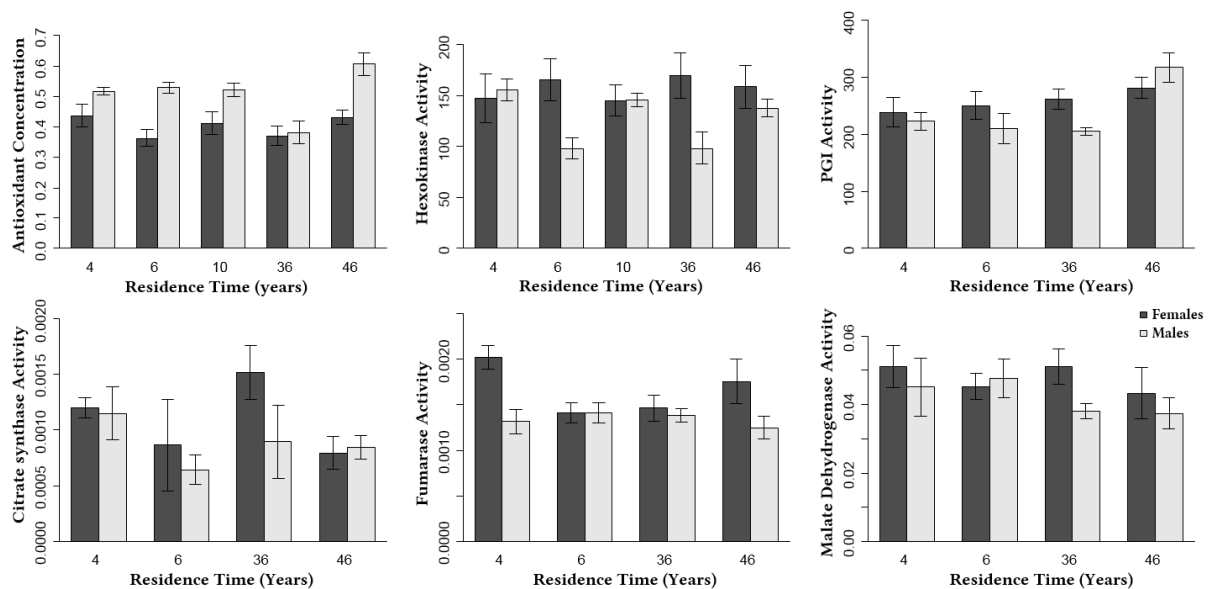 Antioxidant Concentration
0.0 0.1 0.2 0.3 0.4 0.5 0.6 0.7
4 6 10 36 46
Residence Time (years)
Hexokinase Activity
0 50 100 150 200
4 6 10 36 46
Residence Time (Years)
PGI Activity
0 100 200 300 400
4 6 36 46
Residence Time (Years)
Citrate synthase Activity
0.0000 0.0005 0.0010 0.0015 0.0020
4 6 36 46
Residence Time (Years)
Fumarase Activity
0.0000 0.0010 0.0020
4 6 36 46
Residence Time (Years)
Malate Dehydrogenase Activity
0.00 0.02 0.04 0.06
4 6 36 46
Residence Time (Years)
Females
Males